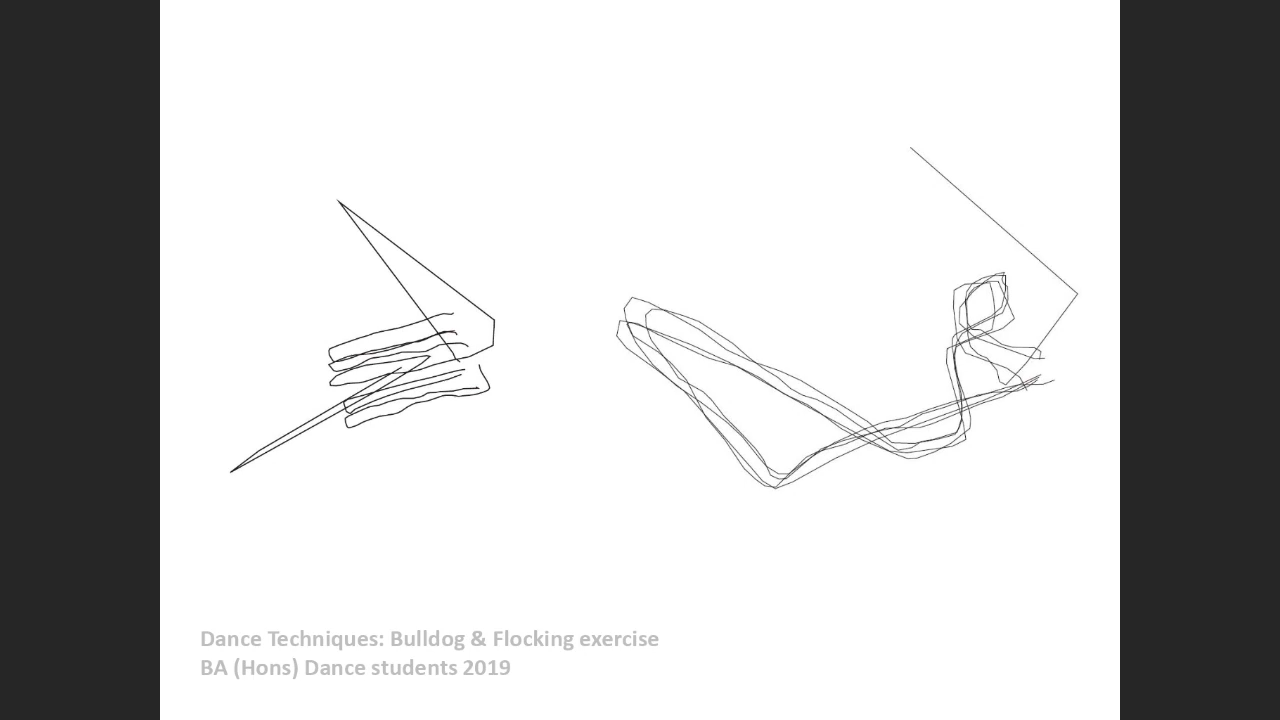 Dance Techniques: Bulldog & Flocking exercise
BA (Hons) Dance students 2019